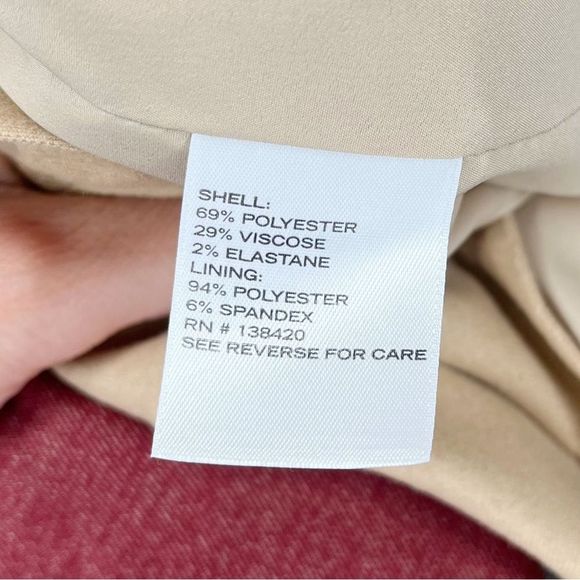 SHELL:
69% POLYESTER
29% VISCOSE
2% ELASTANE
LINING:
94% POLYESTER
6% SPANDEX
RN # 138420
SEE REVERSE FOR CARE